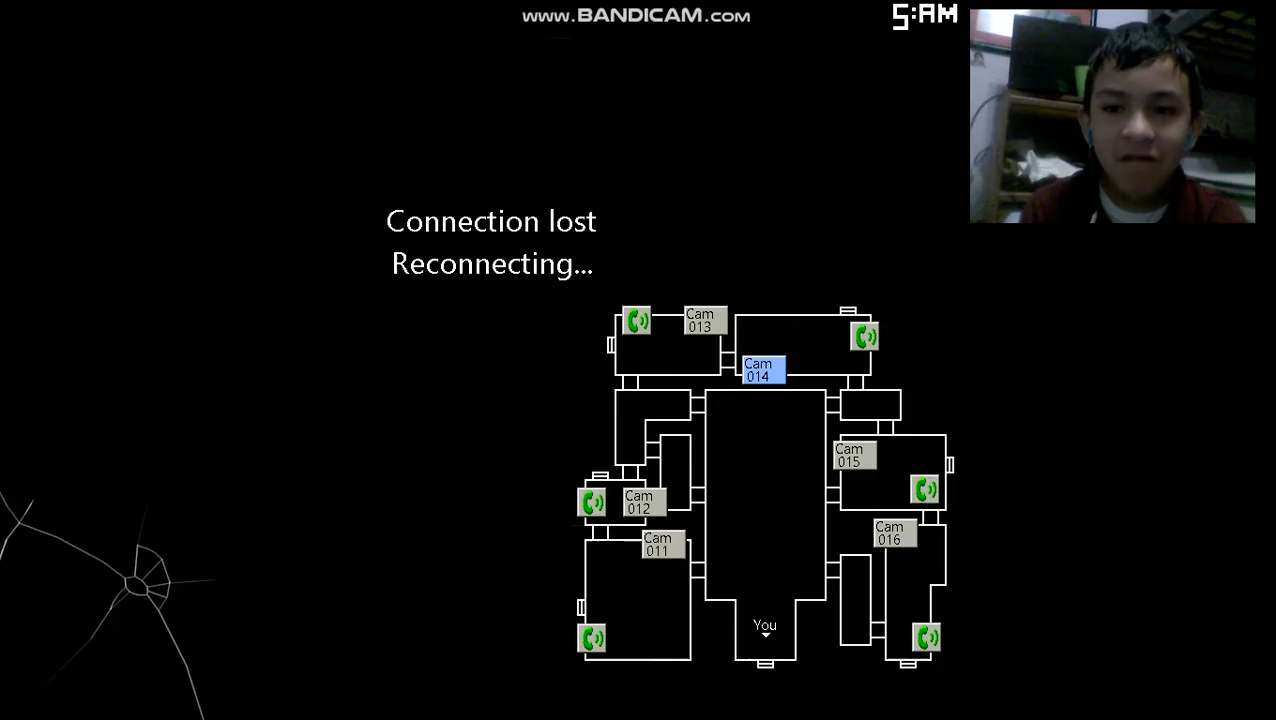 www.BANDICAM.com
5:AM
Connection lost
Reconnecting...
Cam
013
Cam
014
Cam
015
Cam
012
Cam
016
Cam
011
You